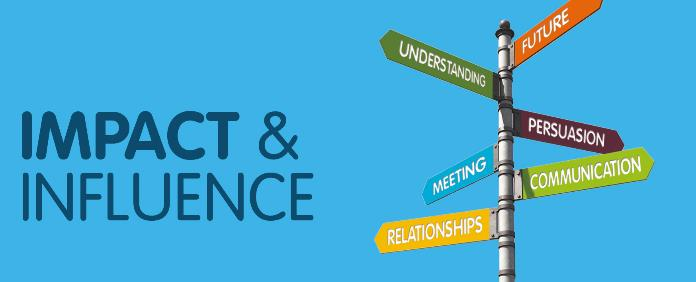 IMPACT &
INFLUENCE
FUTURE
UNDERSTANDING
PERSUASION
MEETING
COMMUNICATION
RELATIONSHIPS